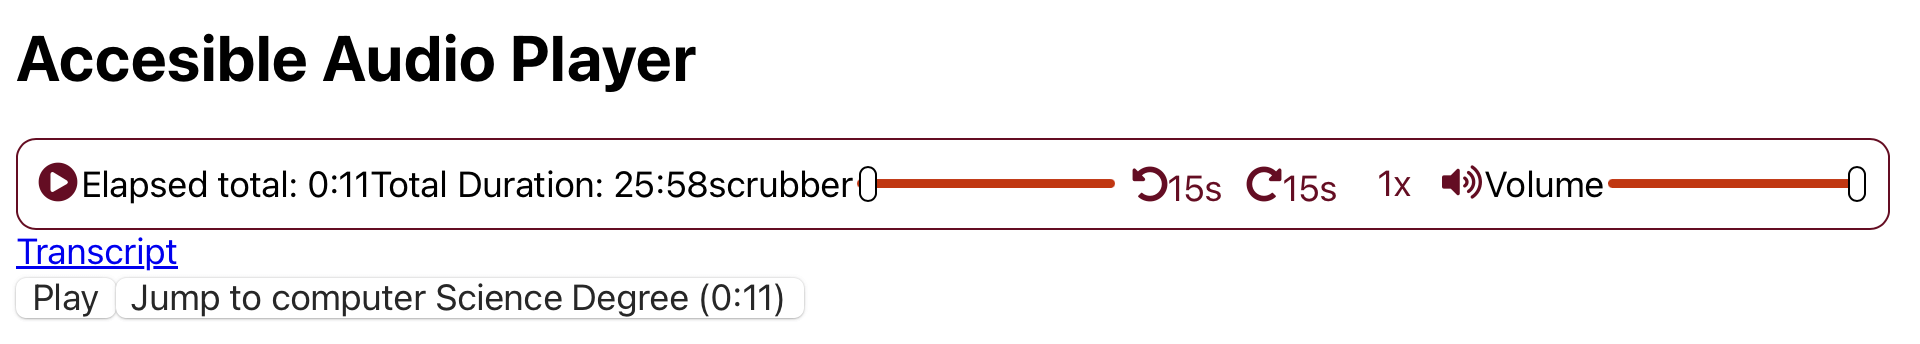 Accesible Audio Player
Elapsed total: 0:11Total Duration: 25:58scrubber 15s 15s 1x Volume
Transcript
Play Jump to computer Science Degree (0:11)